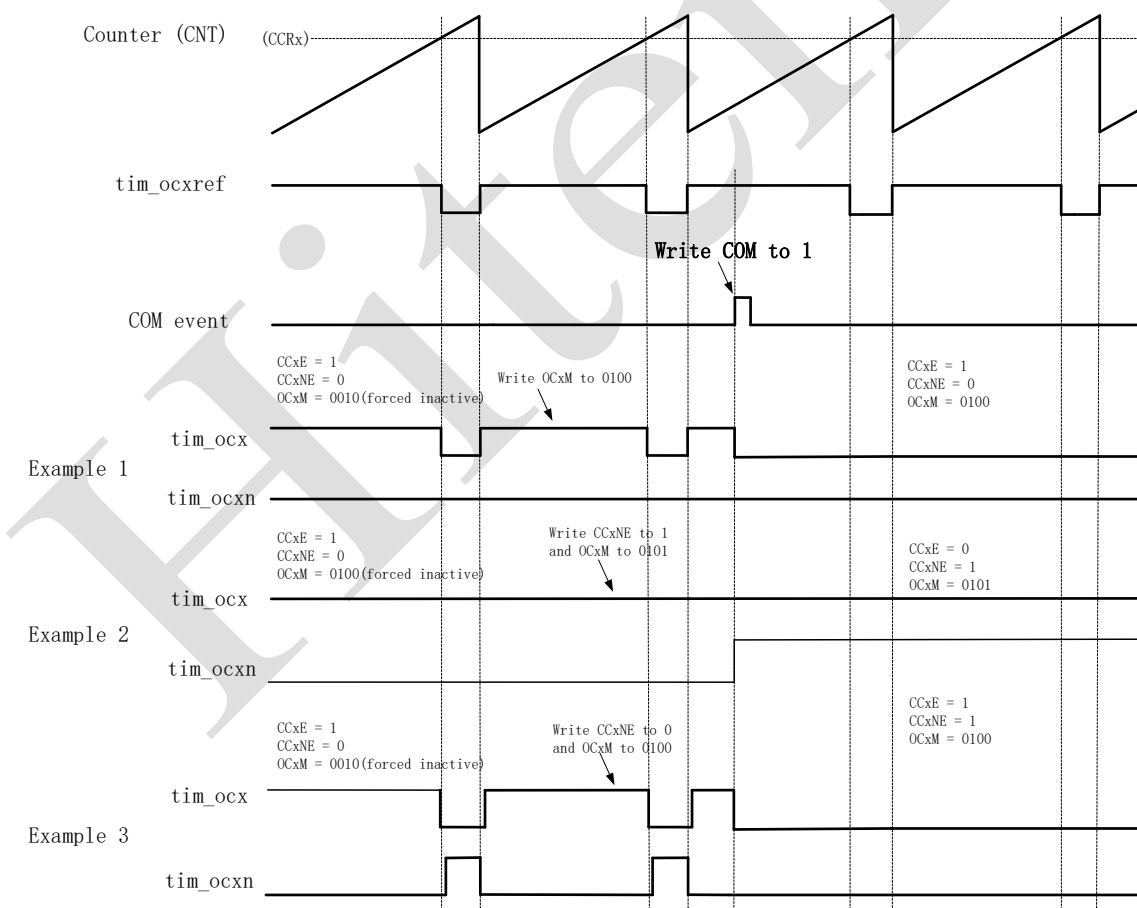 Counter (CNT)
(CCRx)
tim_ocxref
Write COM to 1
COM event
CCxE = 1
CCxNE = 0
OCxM = 0010(forced inactive)
Write OCxM to 0100
CCxE = 1
CCxNE = 0
OCxM = 0100
tim_ocx
Example 1
tim_ocxn
CCxE = 1
CCxNE = 0
OCxM = 0100(forced inactive)
Write CCxNE to 1
and OCxM to 0101
CCxE = 0
CCxNE = 1
OCxM = 0101
tim_ocx
Example 2
tim_ocxn
CCxE = 1
CCxNE = 0
OCxM = 0010(forced inactive)
Write CCxNE to 0
and OCxM to 0100
CCxE = 1
CCxNE = 1
OCxM = 0100
tim_ocx
Example 3
tim_ocxn